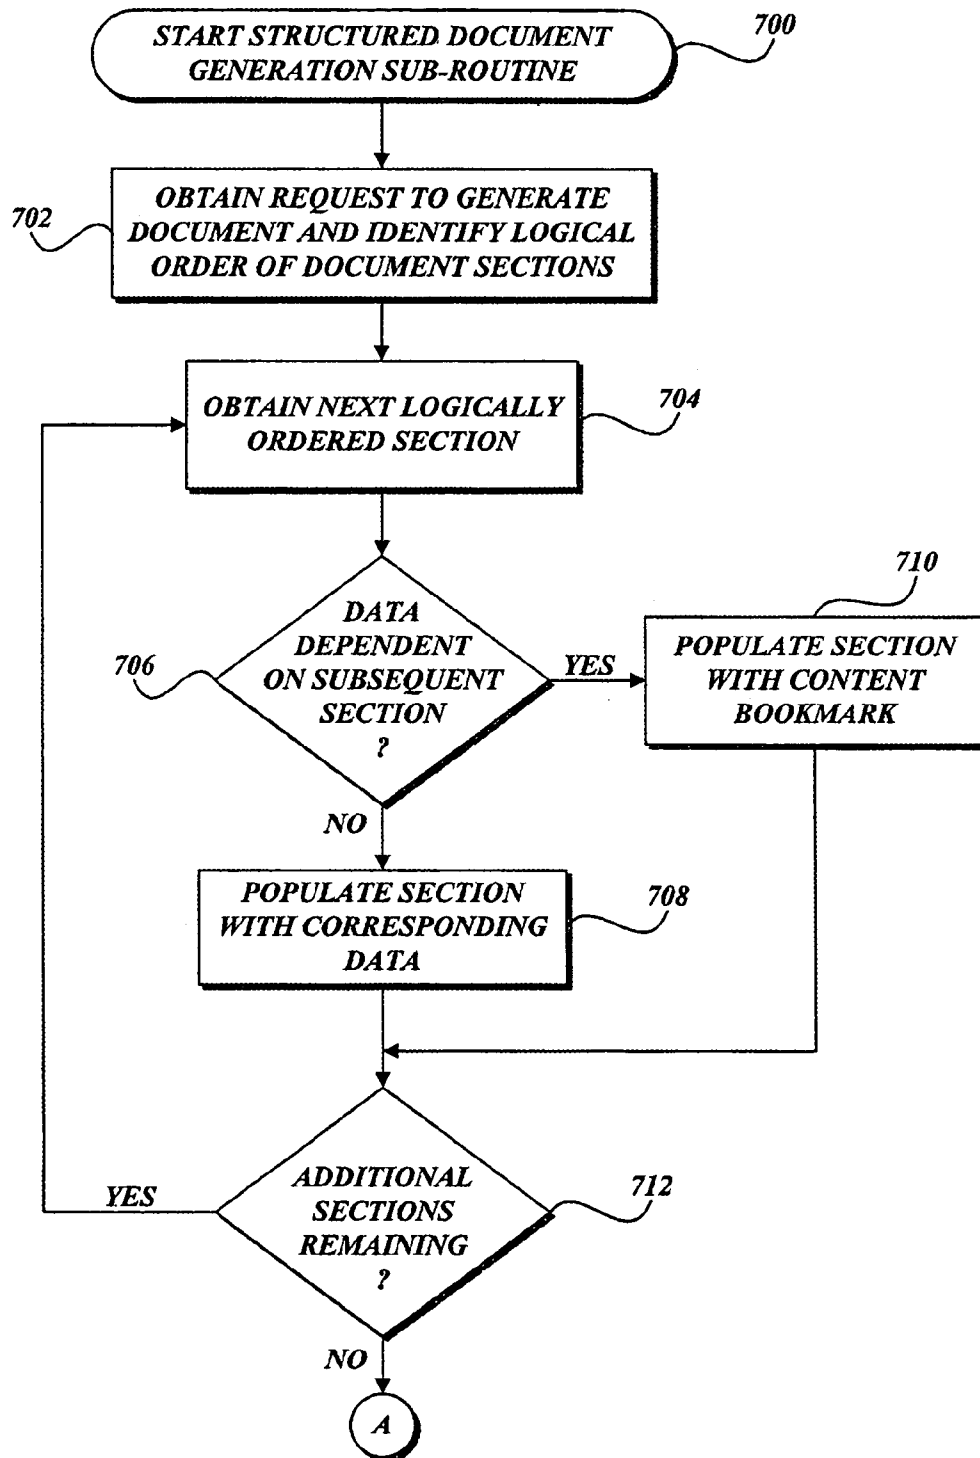 START STRUCTURED DOCUMENT
GENERATION SUB-ROUTINE
700
702
OBTAIN REQUEST TO GENERATE
DOCUMENT AND IDENTIFY LOGICAL
ORDER OF DOCUMENT SECTIONS
OBTAIN NEXT LOGICALLY
ORDERED SECTION
704
706
DATA
DEPENDENT
ON SUBSEQUENT
SECTION
?
YES
710
POPULATE SECTION
WITH CONTENT
BOOKMARK
NO
POPULATE SECTION
WITH CORRESPONDING
DATA
708
YES
ADDITIONAL
SECTIONS
REMAINING
?
712
NO
A